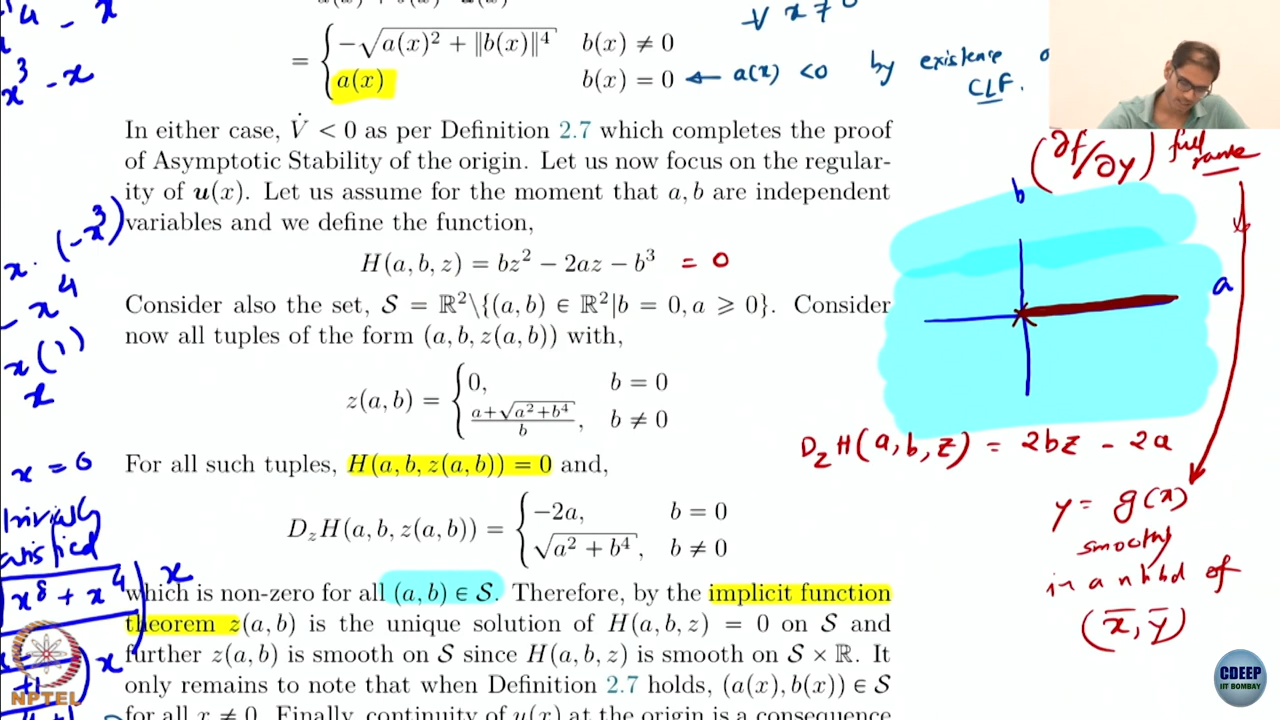 x³ - x
∀ x ≠ 0
= { -√(a(x)² + ‖b(x)‖⁴   b(x) ≠ 0
a(x)   b(x) = 0 ← a(x) < 0 by existence
CLF.
In either case, V̇ < 0 as per Definition 2.7 which completes the proof
of Asymptotic Stability of the origin. Let us now focus on the regular-
ity of u(x). Let us assume for the moment that a, b are independent
variables and we define the function,
H(a, b, z) = bz² − 2az − b³ = 0
Consider also the set, S = ℝ²\{(a, b) ∈ ℝ²|b = 0, a ⩾ 0}. Consider
now all tuples of the form (a, b, z(a, b)) with,
z(a, b) = { 0,   b = 0
(a+√(a²+b⁴))/b,   b ≠ 0
For all such tuples, H(a, b, z(a, b)) = 0 and,
D_zH(a, b, z(a, b)) = { −2a,   b = 0
√(a² + b⁴),   b ≠ 0
which is non-zero for all (a, b) ∈ S. Therefore, by the implicit function
theorem z(a, b) is the unique solution of H(a, b, z) = 0 on S and
further z(a, b) is smooth on S since H(a, b, z) is smooth on S × ℝ. It
only remains to note that when Definition 2.7 holds, (a(x), b(x)) ∈ S
for all x ≠ 0. Finally, continuity of u(x) at the origin is a consequence
x · (-x³)
- x⁴
x(1)
x
x = 0
trivially
satisfied
x⁸ + x⁴ x
x
(∂f/∂y) full
rank
b
a
D_z H(a, b, z) = 2bz - 2a
y = g(x)
smooth
in a nbhd of
(x̄, ȳ)
NPTEL
CDEEP
IIT BOMBAY